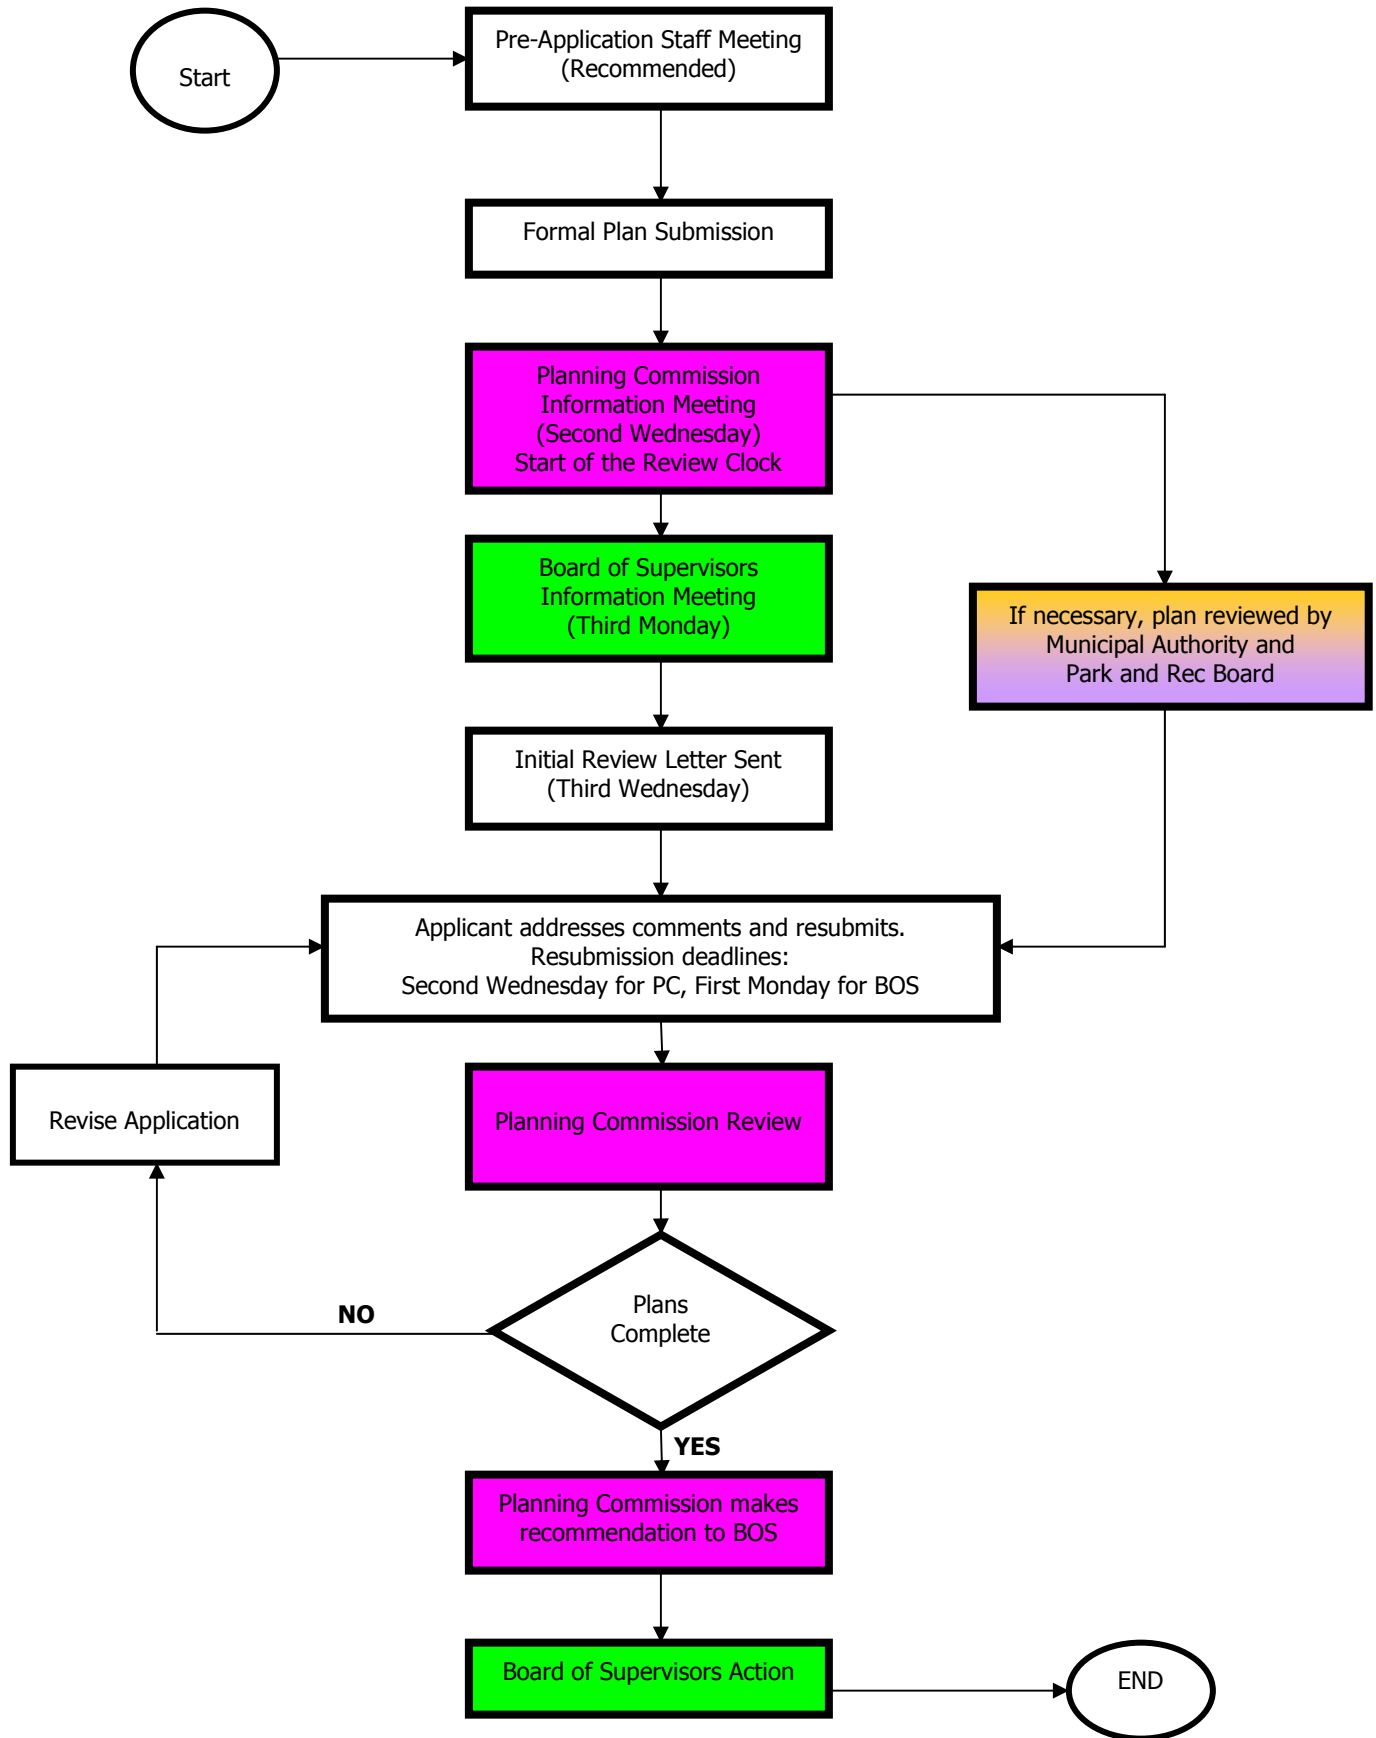 Start
Pre-Application Staff Meeting
(Recommended)
Formal Plan Submission
Planning Commission
Information Meeting
(Second Wednesday)
Start of the Review Clock
Board of Supervisors
Information Meeting
(Third Monday)
If necessary, plan reviewed by
Municipal Authority and
Park and Rec Board
Initial Review Letter Sent
(Third Wednesday)
Applicant addresses comments and resubmits.
Resubmission deadlines:
Second Wednesday for PC, First Monday for BOS
Revise Application
Planning Commission Review
Plans
Complete
NO
YES
Planning Commission makes
recommendation to BOS
Board of Supervisors Action
END